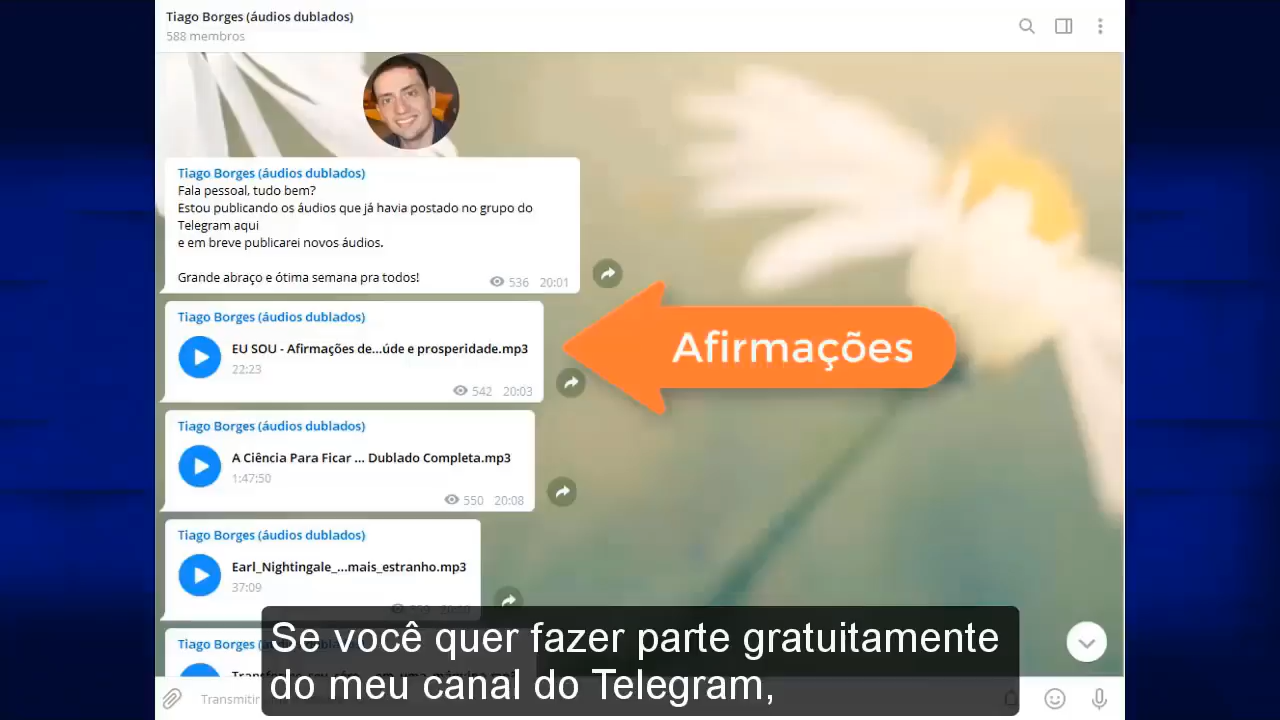 Tiago Borges (áudios dublados)
588 membros
Tiago Borges (áudios dublados)
Fala pessoal, tudo bem?
Estou publicando os áudios que já havia postado no grupo do
Telegram aqui
e em breve publicarei novos áudios.
Grande abraço e ótima semana pra todos!
536 20:01
Tiago Borges (áudios dublados)
EU SOU - Afirmações de...úde e prosperidade.mp3
22:23
542 20:03
Afirmações
Tiago Borges (áudios dublados)
A Ciência Para Ficar ... Dublado Completa.mp3
1:47:50
550 20:08
Tiago Borges (áudios dublados)
Earl_Nightingale_...mais_estranho.mp3
37:09
Tiago Borges (áudios dublados)
Se você quer fazer parte gratuitamente
do meu canal do Telegram,
Transmitir